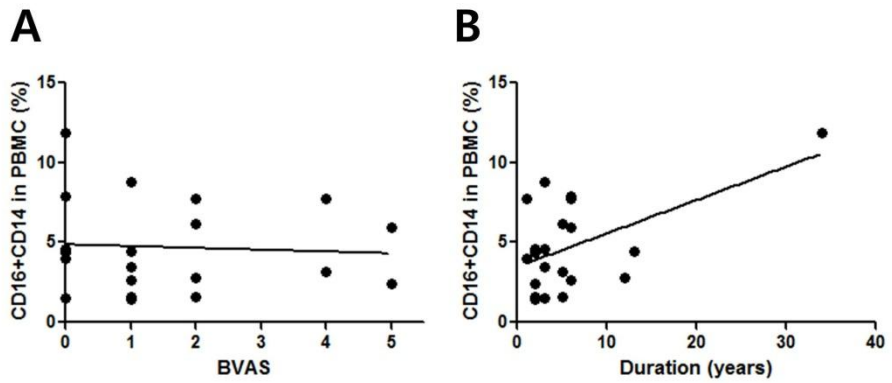 A
CD16+CD14 in PBMC (%)
15
10
5
0
0 1 2 3 4 5
BVAS
B
CD16+CD14 in PBMC (%)
15
10
5
0
0 10 20 30 40
Duration (years)